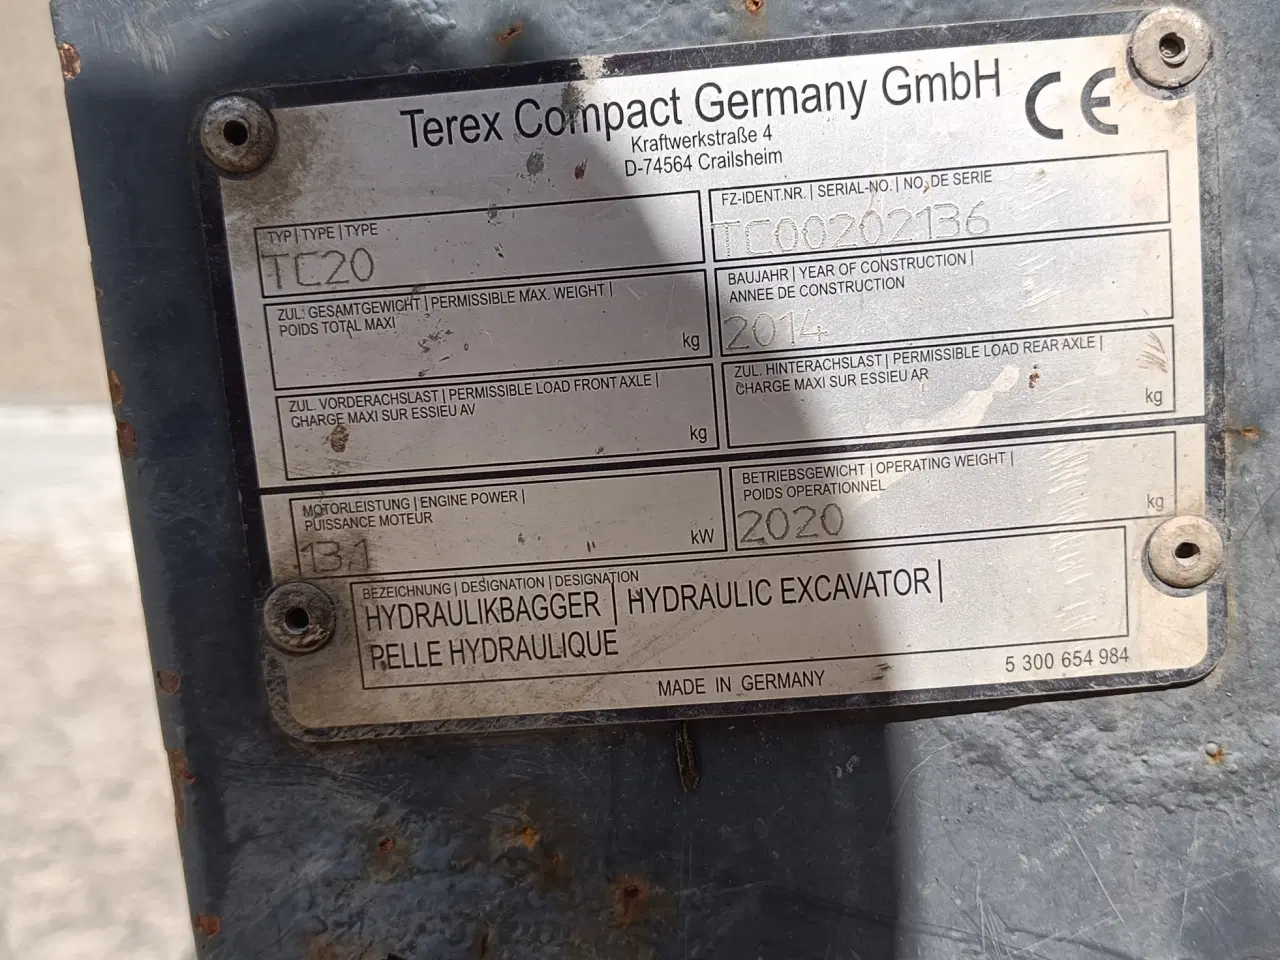 Terex Compact Germany GmbH
CE
Kraftwerkstraße 4
D-74564 Crailsheim
TYP | TYPE | TYPE
TC20
FZ-IDENT.NR. | SERIAL-NO. | NO. DE SERIE
TC00202136
ZUL. GESAMTGEWICHT | PERMISSIBLE MAX. WEIGHT |
POIDS TOTAL MAXI
kg
BAUJAHR | YEAR OF CONSTRUCTION |
ANNEE DE CONSTRUCTION
2014
ZUL. VORDERACHSLAST | PERMISSIBLE LOAD FRONT AXLE |
CHARGE MAXI SUR ESSIEU AV
kg
ZUL. HINTERACHSLAST | PERMISSIBLE LOAD REAR AXLE |
CHARGE MAXI SUR ESSIEU AR
kg
MOTORLEISTUNG | ENGINE POWER |
PUISSANCE MOTEUR
13.1
kW
BETRIEBSGEWICHT | OPERATING WEIGHT |
POIDS OPERATIONNEL
2020
kg
BEZEICHNUNG | DESIGNATION | DESIGNATION
HYDRAULIKBAGGER | HYDRAULIC EXCAVATOR |
PELLE HYDRAULIQUE
MADE IN GERMANY
5 300 654 984